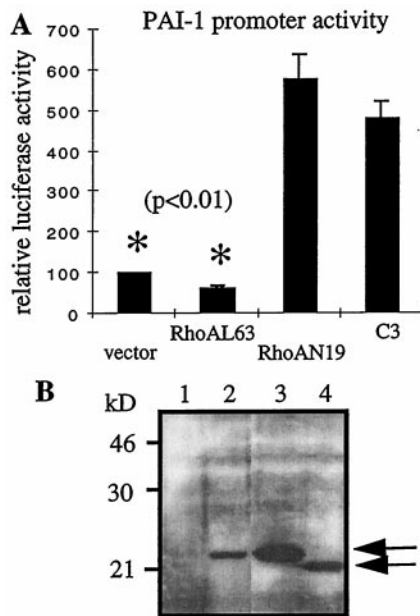 A PAI-1 promoter activity
relative luciferase activity
700
600
500
400
300
200
100
0
(p<0.01)
* *
vector RhoAL63 RhoAN19 C3
B kD 1 2 3 4
46
30
21